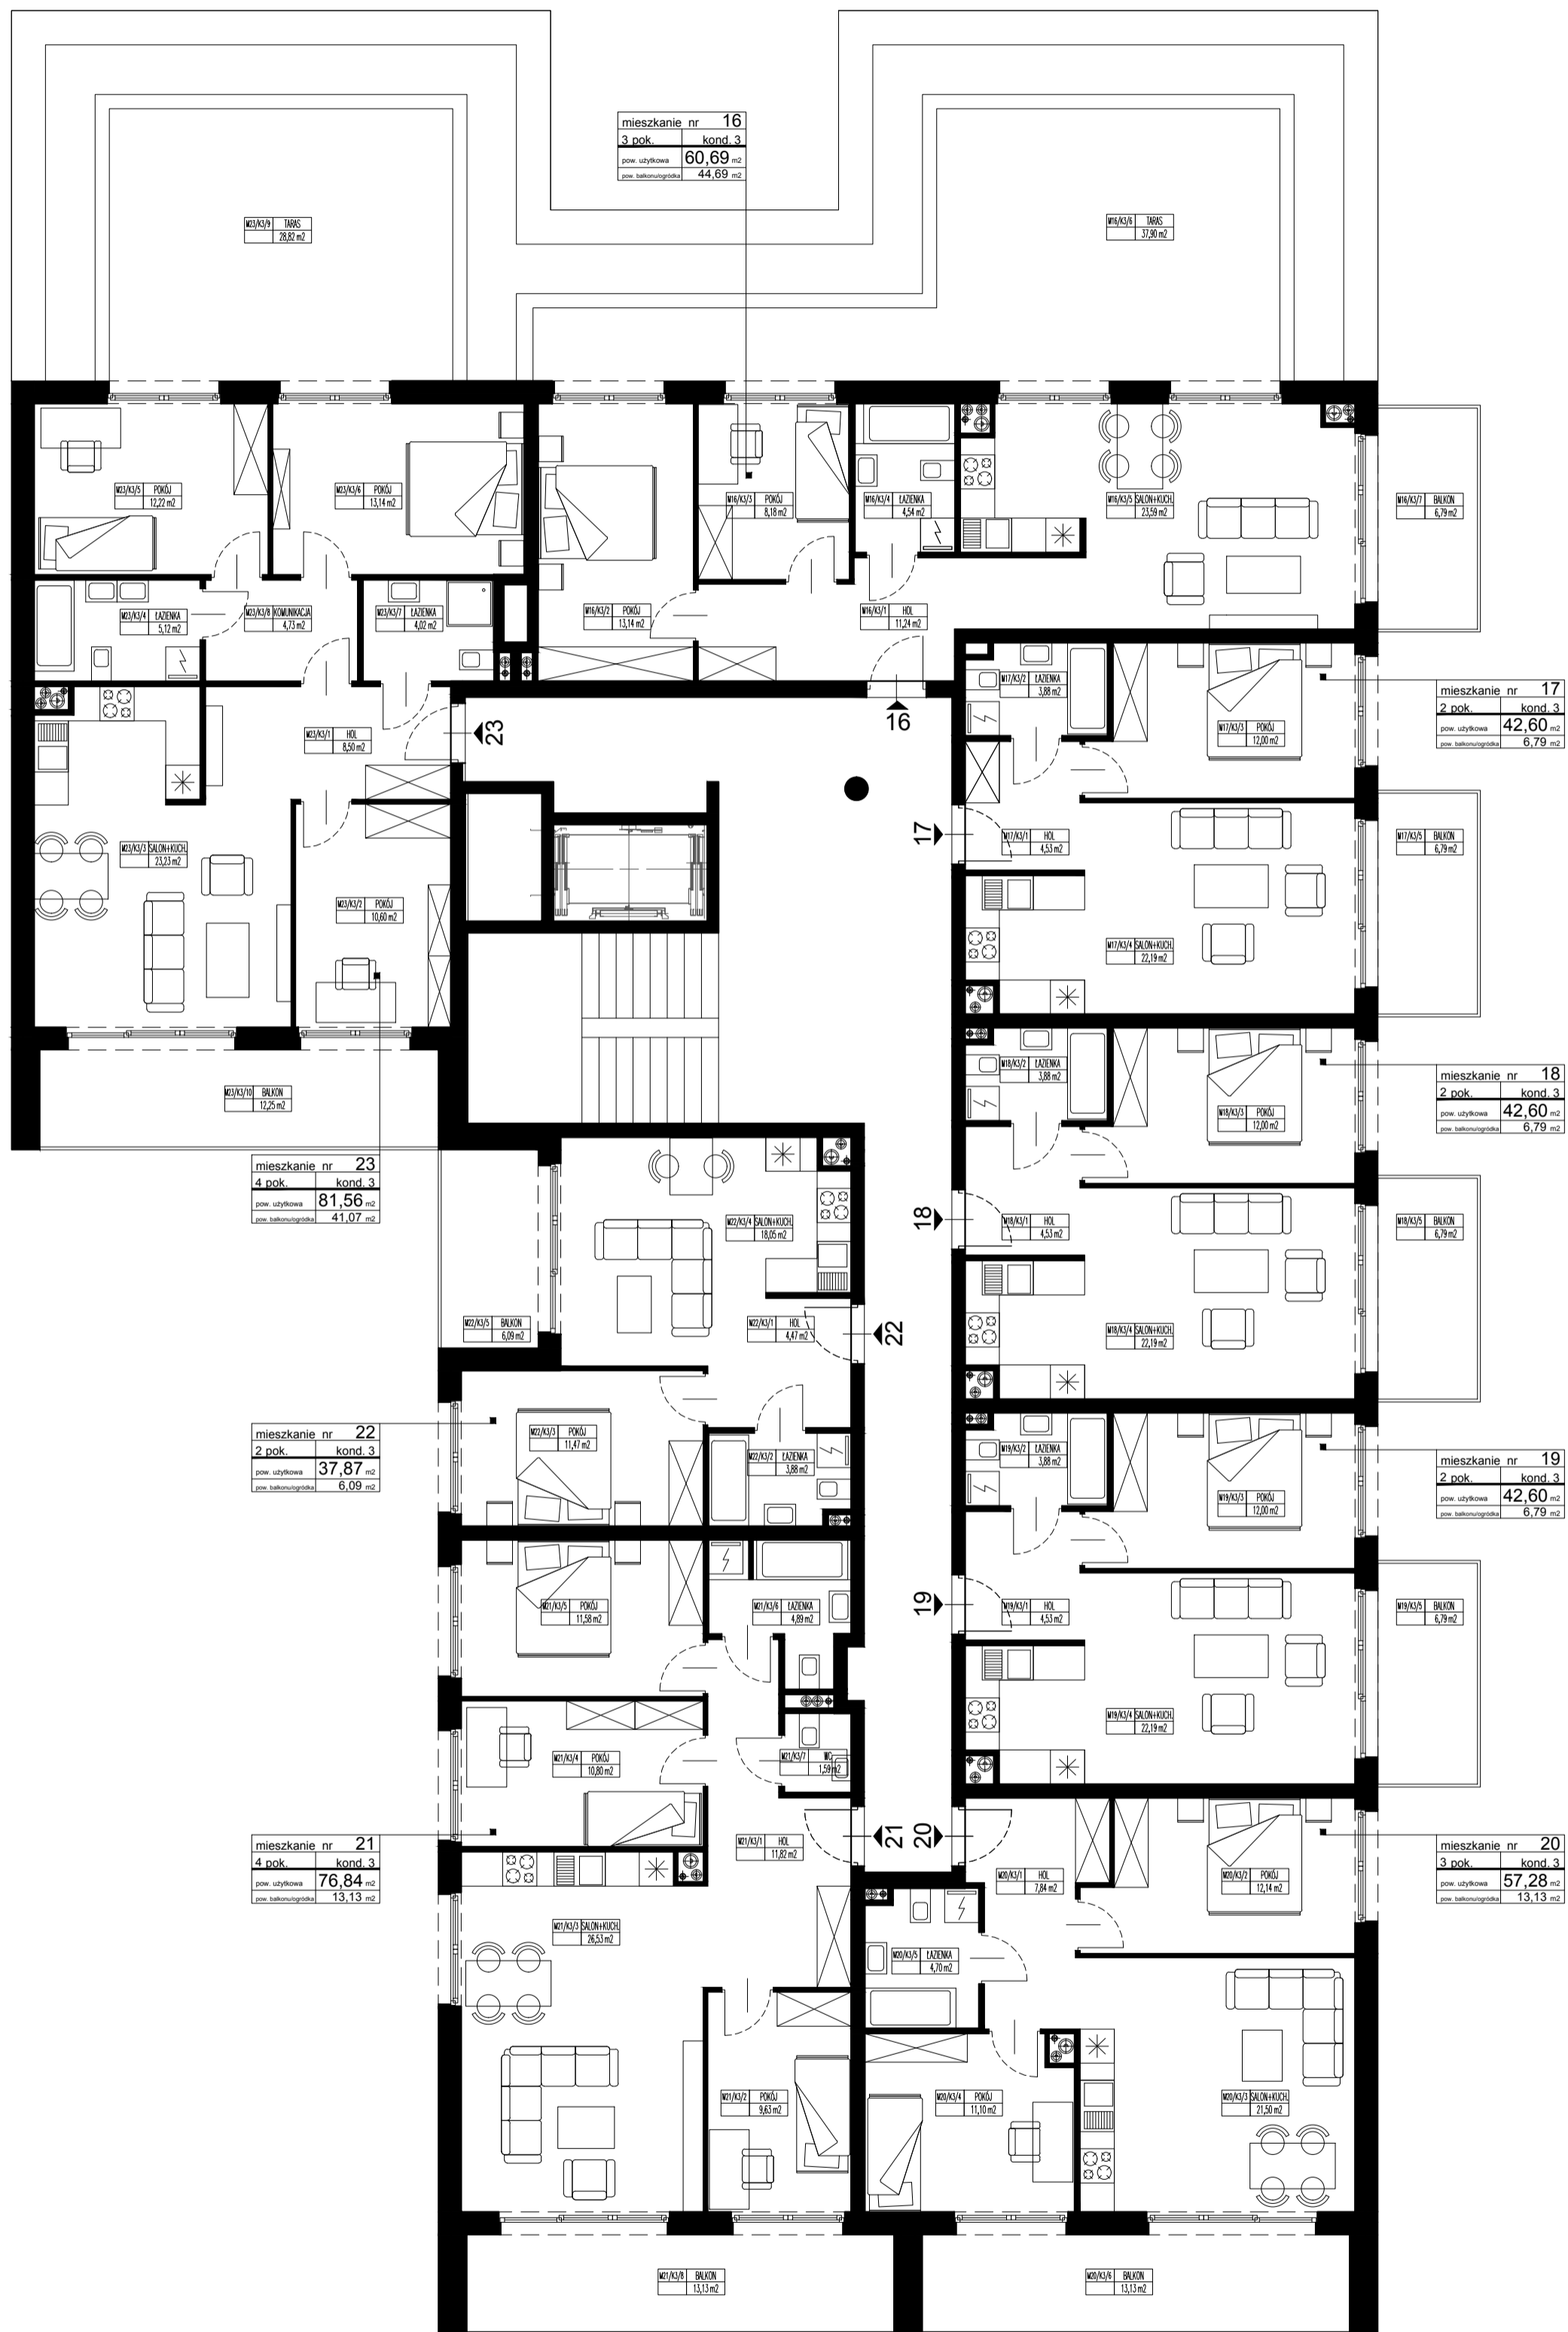 mieszkanie nr 16
3 pok. kond. 3
pow. użytkowa 60,69 m2
pow. balkonu/ogródka 44,69 m2
M23/K3/9 TARAS
28,82 m2
M16/K3/6 TARAS
37,90 m2
M23/K3/5 POKÓJ
12,22 m2
M23/K3/6 POKÓJ
13,14 m2
M16/K3/3 POKÓJ
8,18 m2
M16/K3/4 ŁAZIENKA
4,54 m2
M16/K3/5 SALON+KUCH.
23,59 m2
M16/K3/7 BALKON
6,79 m2
M23/K3/4 ŁAZIENKA
5,12 m2
M23/K3/8 KOMUNIKACJA
4,73 m2
M23/K3/7 ŁAZIENKA
4,02 m2
M16/K3/2 POKÓJ
13,14 m2
M16/K3/1 HOL
11,24 m2
M17/K3/2 ŁAZIENKA
3,88 m2
mieszkanie nr 17
2 pok. kond. 3
pow. użytkowa 42,60 m2
pow. balkonu/ogródka 6,79 m2
M23/K3/1 HOL
8,50 m2
23
16
M17/K3/3 POKÓJ
12,00 m2
M23/K3/3 SALON+KUCH.
23,23 m2
17
M17/K3/1 HOL
4,53 m2
M17/K3/5 BALKON
6,79 m2
M23/K3/2 POKÓJ
10,60 m2
M17/K3/4 SALON+KUCH.
22,19 m2
M23/K3/10 BALKON
12,25 m2
M18/K3/2 ŁAZIENKA
3,88 m2
M18/K3/3 POKÓJ
12,00 m2
mieszkanie nr 18
2 pok. kond. 3
pow. użytkowa 42,60 m2
pow. balkonu/ogródka 6,79 m2
mieszkanie nr 23
4 pok. kond. 3
pow. użytkowa 81,56 m2
pow. balkonu/ogródka 41,07 m2
M22/K3/4 SALON+KUCH.
18,05 m2
18
M18/K3/1 HOL
4,53 m2
M18/K3/5 BALKON
6,79 m2
M22/K3/5 BALKON
6,09 m2
M22/K3/1 HOL
4,47 m2
22
M18/K3/4 SALON+KUCH.
22,19 m2
mieszkanie nr 22
2 pok. kond. 3
pow. użytkowa 37,87 m2
pow. balkonu/ogródka 6,09 m2
M22/K3/3 POKÓJ
11,47 m2
M22/K3/2 ŁAZIENKA
3,88 m2
M19/K3/2 ŁAZIENKA
3,88 m2
M19/K3/3 POKÓJ
12,00 m2
mieszkanie nr 19
2 pok. kond. 3
pow. użytkowa 42,60 m2
pow. balkonu/ogródka 6,79 m2
M21/K3/5 POKÓJ
11,58 m2
M21/K3/6 ŁAZIENKA
4,89 m2
19
M19/K3/1 HOL
4,53 m2
M19/K3/5 BALKON
6,79 m2
M19/K3/4 SALON+KUCH.
22,19 m2
M21/K3/4 POKÓJ
10,80 m2
M21/K3/7 WC
1,59 m2
mieszkanie nr 21
4 pok. kond. 3
pow. użytkowa 76,84 m2
pow. balkonu/ogródka 13,13 m2
M21/K3/1 HOL
11,82 m2
21
20
M20/K3/1 HOL
7,84 m2
M20/K3/2 POKÓJ
12,14 m2
mieszkanie nr 20
3 pok. kond. 3
pow. użytkowa 57,28 m2
pow. balkonu/ogródka 13,13 m2
M21/K3/3 SALON+KUCH.
26,53 m2
M20/K3/5 ŁAZIENKA
4,70 m2
M21/K3/2 POKÓJ
9,63 m2
M20/K3/4 POKÓJ
11,10 m2
M20/K3/3 SALON+KUCH.
21,50 m2
M21/K3/8 BALKON
13,13 m2
M20/K3/6 BALKON
13,13 m2